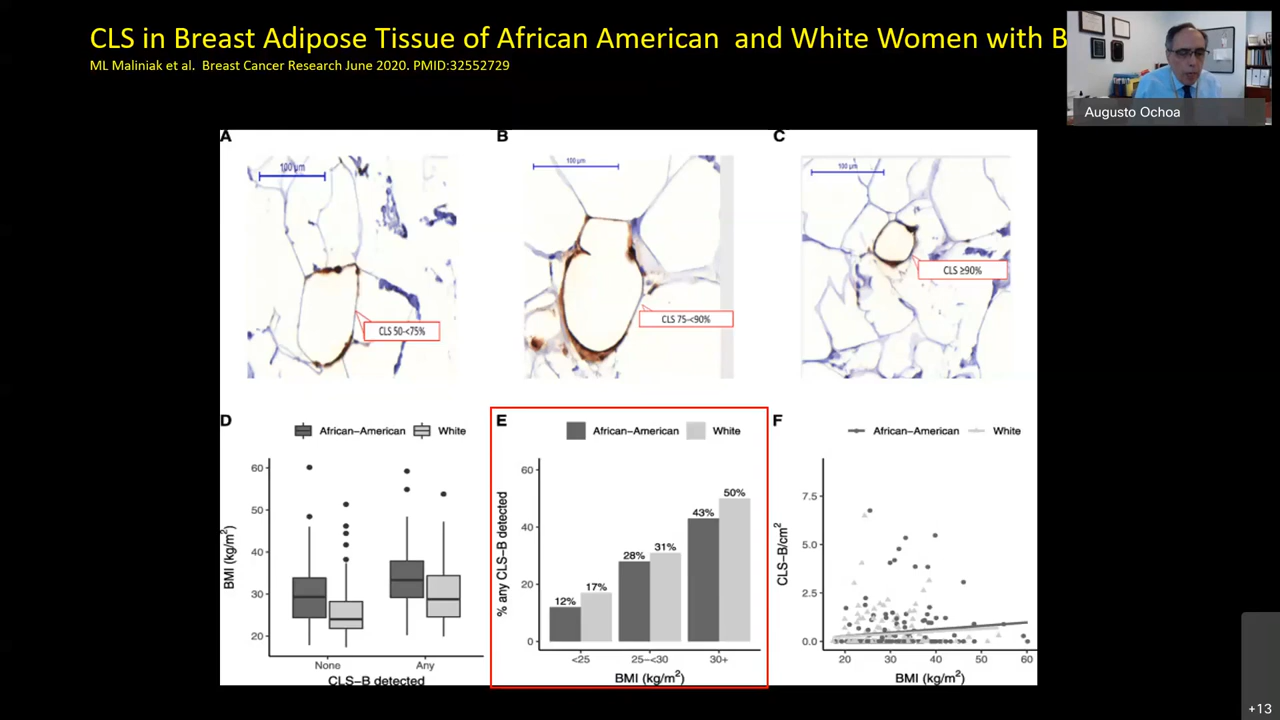 CLS in Breast Adipose Tissue of African American and White Women with B
ML Maliniak et al. Breast Cancer Research June 2020. PMID:32552729
Augusto Ochoa
A
B
C
100 μm
100 μm
100 μm
CLS 50-<75%
CLS 75-<90%
CLS ≥90%
D
African-American
White
BMI (kg/m²)
60
50
40
30
20
None
Any
CLS-B detected
E
African-American
White
% any CLS-B detected
60
40
20
0
12%
17%
28%
31%
43%
50%
<25
25-<30
30+
BMI (kg/m²)
F
African-American
White
CLS-B/cm²
7.5
5.0
2.5
0.0
20
30
40
50
60
BMI (kg/m²)
+13